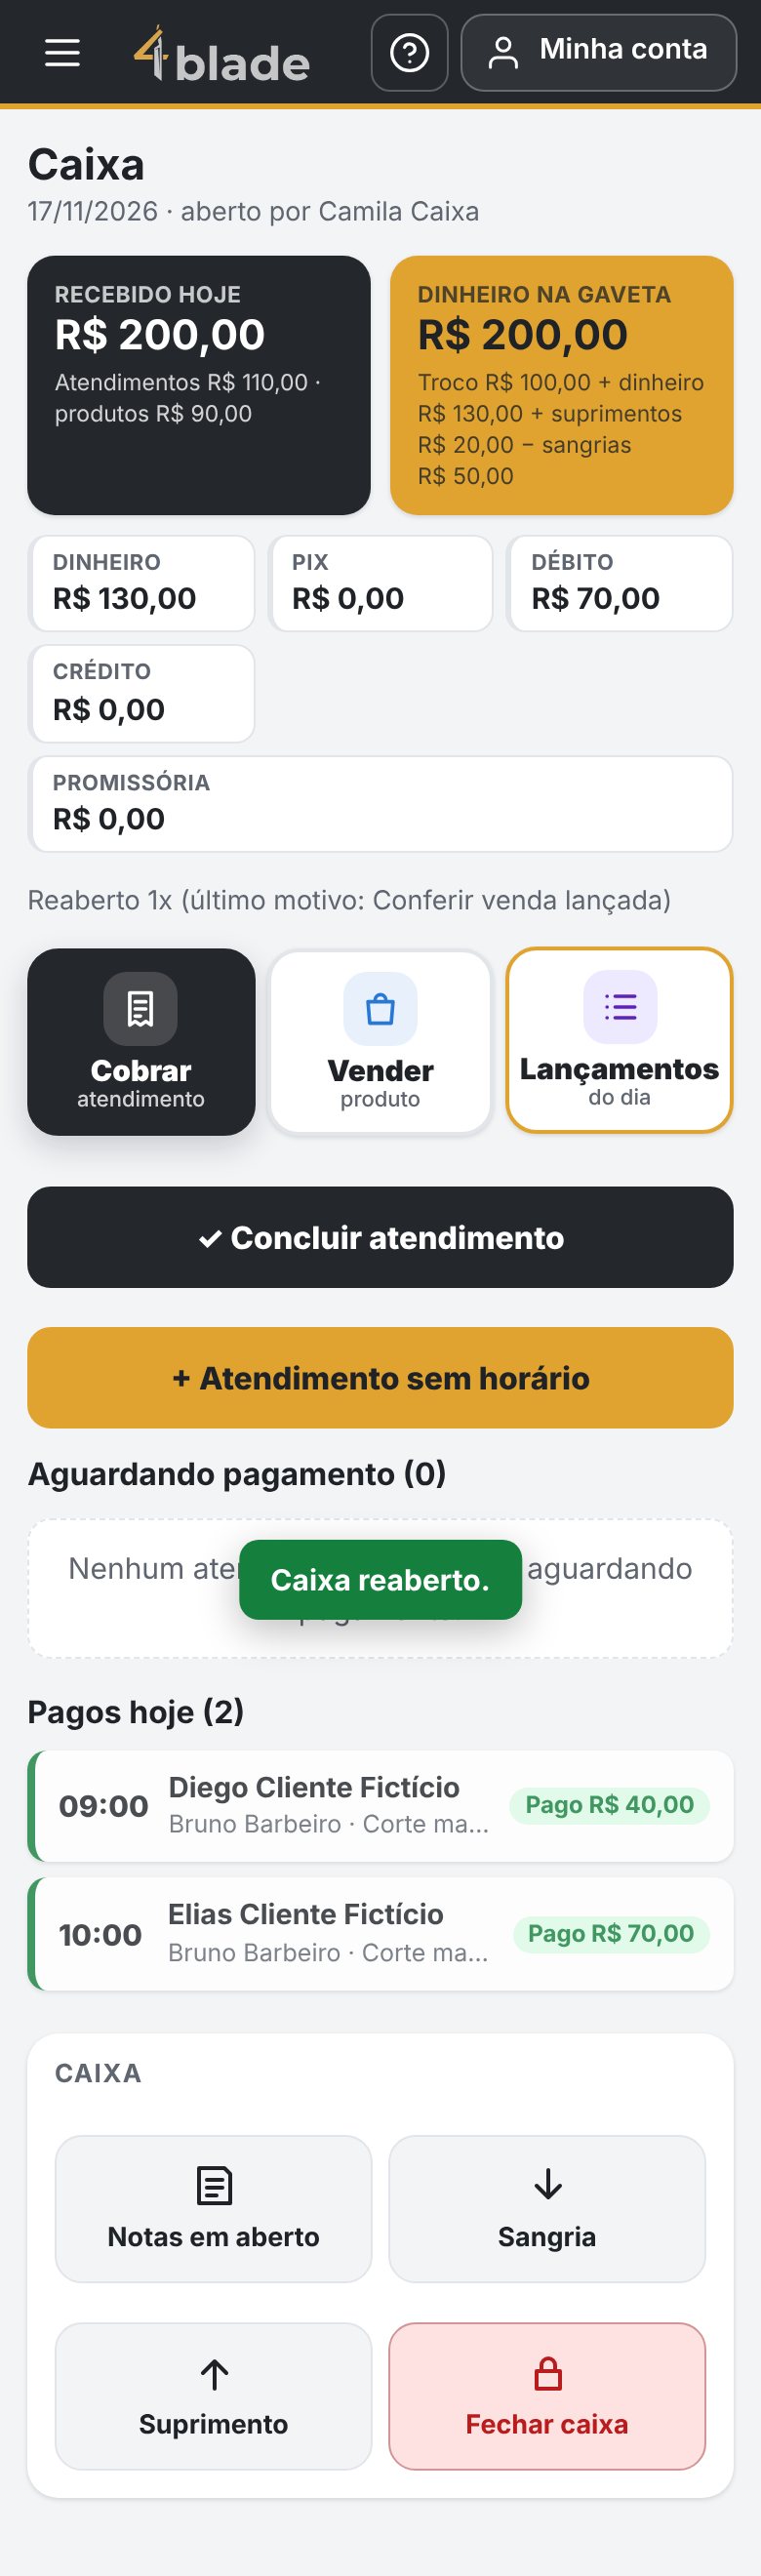 4blade
Minha conta
Caixa
17/11/2026 · aberto por Camila Caixa
RECEBIDO HOJE
R$ 200,00
Atendimentos R$ 110,00 ·
produtos R$ 90,00
DINHEIRO NA GAVETA
R$ 200,00
Troco R$ 100,00 + dinheiro
R$ 130,00 + suprimentos
R$ 20,00 − sangrias
R$ 50,00
DINHEIRO
R$ 130,00
PIX
R$ 0,00
DÉBITO
R$ 70,00
CRÉDITO
R$ 0,00
PROMISSÓRIA
R$ 0,00
Reaberto 1x (último motivo: Conferir venda lançada)
Cobrar
atendimento
Vender
produto
Lançamentos
do dia
✓ Concluir atendimento
+ Atendimento sem horário
Aguardando pagamento (0)
Nenhum aguardando
Caixa reaberto.
Pagos hoje (2)
09:00
Diego Cliente Fictício
Bruno Barbeiro · Corte ma...
Pago R$ 40,00
10:00
Elias Cliente Fictício
Bruno Barbeiro · Corte ma...
Pago R$ 70,00
CAIXA
Notas em aberto
Sangria
Suprimento
Fechar caixa